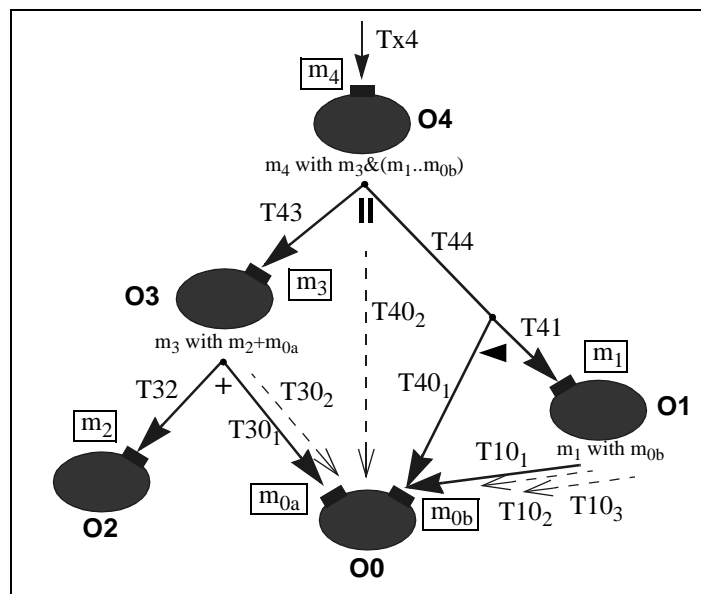 Tx4
m₄
O4
m₄ with m₃&(m₁..m₀b)
T43
||
T44
O3
m₃
T40₂
T41
m₁
m₃ with m₂+m₀a
T32
+
T30₂
T40₁
O1
m₂
T30₁
m₁ with m₀b
T10₁
m₀a
m₀b
T10₂
T10₃
O2
O0